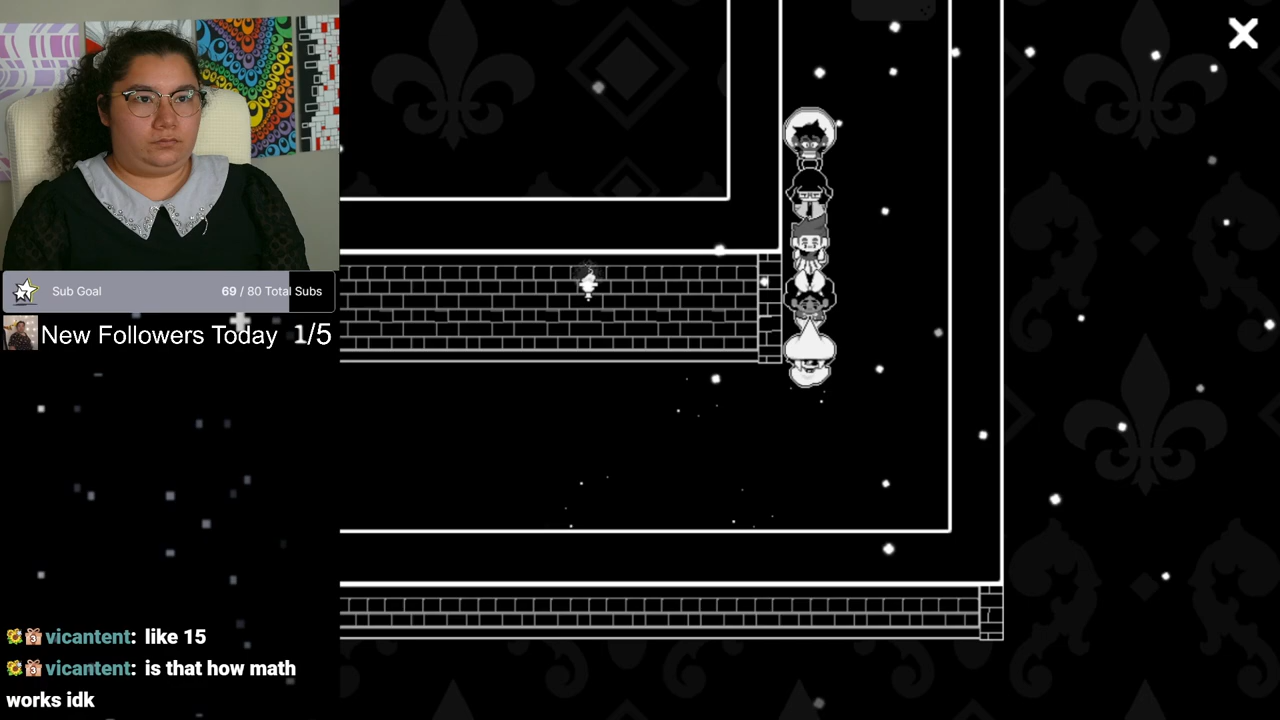 Sub Goal 69 / 80 Total Subs
New Followers Today 1/5
vicantent: like 15
vicantent: is that how math
works idk